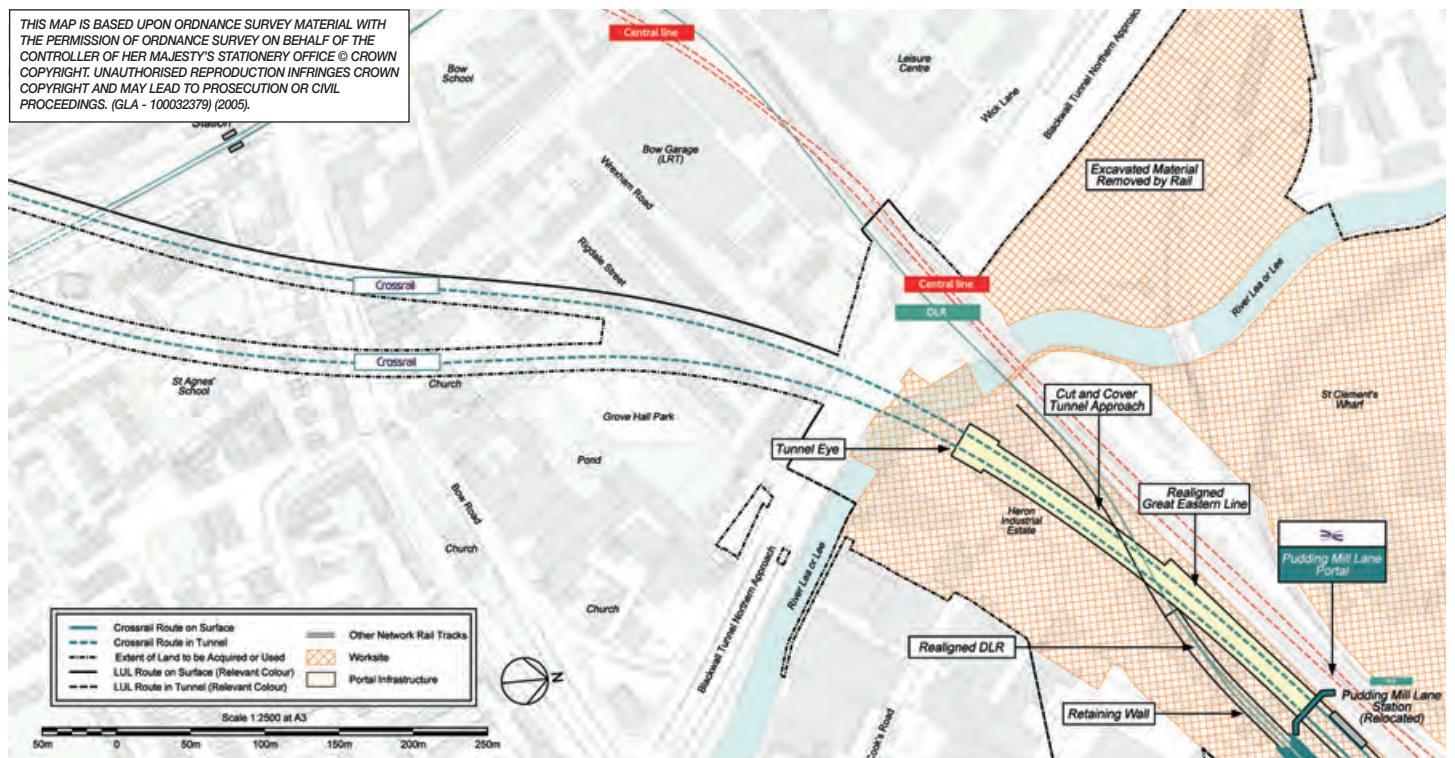 THIS MAP IS BASED UPON ORDNANCE SURVEY MATERIAL WITH
THE PERMISSION OF ORDNANCE SURVEY ON BEHALF OF THE
CONTROLLER OF HER MAJESTY'S STATIONERY OFFICE © CROWN
COPYRIGHT. UNAUTHORISED REPRODUCTION INFRINGES CROWN
COPYRIGHT AND MAY LEAD TO PROSECUTION OR CIVIL
PROCEEDINGS. (GLA - 100032379) (2005).
Station
Bow
School
Central line
Leisure
Centre
Wick Lane
Blackwall Tunnel Northern Approach
Bow Garage
(LRT)
Wrexham Road
Rigdale Street
Excavated Material
Removed by Rail
River Lea or Lee
Crossrail
Central line
DLR
Crossrail
St Agnes'
School
Church
Grove Hall Park
Pond
Tunnel Eye
Cut and Cover
Tunnel Approach
St Clement's
Wharf
Realigned
Great Eastern Line
Heron
Industrial
Estate
Pudding Mill Lane
Portal
Bow Road
Church
Church
Blackwall Tunnel Northern Approach
River Lea or Lee
Realigned DLR
Retaining Wall
Pudding Mill Lane
Station
(Relocated)
Cook's Road
Crossrail Route on Surface
Crossrail Route in Tunnel
Extent of Land to be Acquired or Used
LUL Route on Surface (Relevant Colour)
LUL Route in Tunnel (Relevant Colour)
Other Network Rail Tracks
Worksite
Portal Infrastructure
N
Scale 1:2500 at A3
50m 0 50m 100m 150m 200m 250m